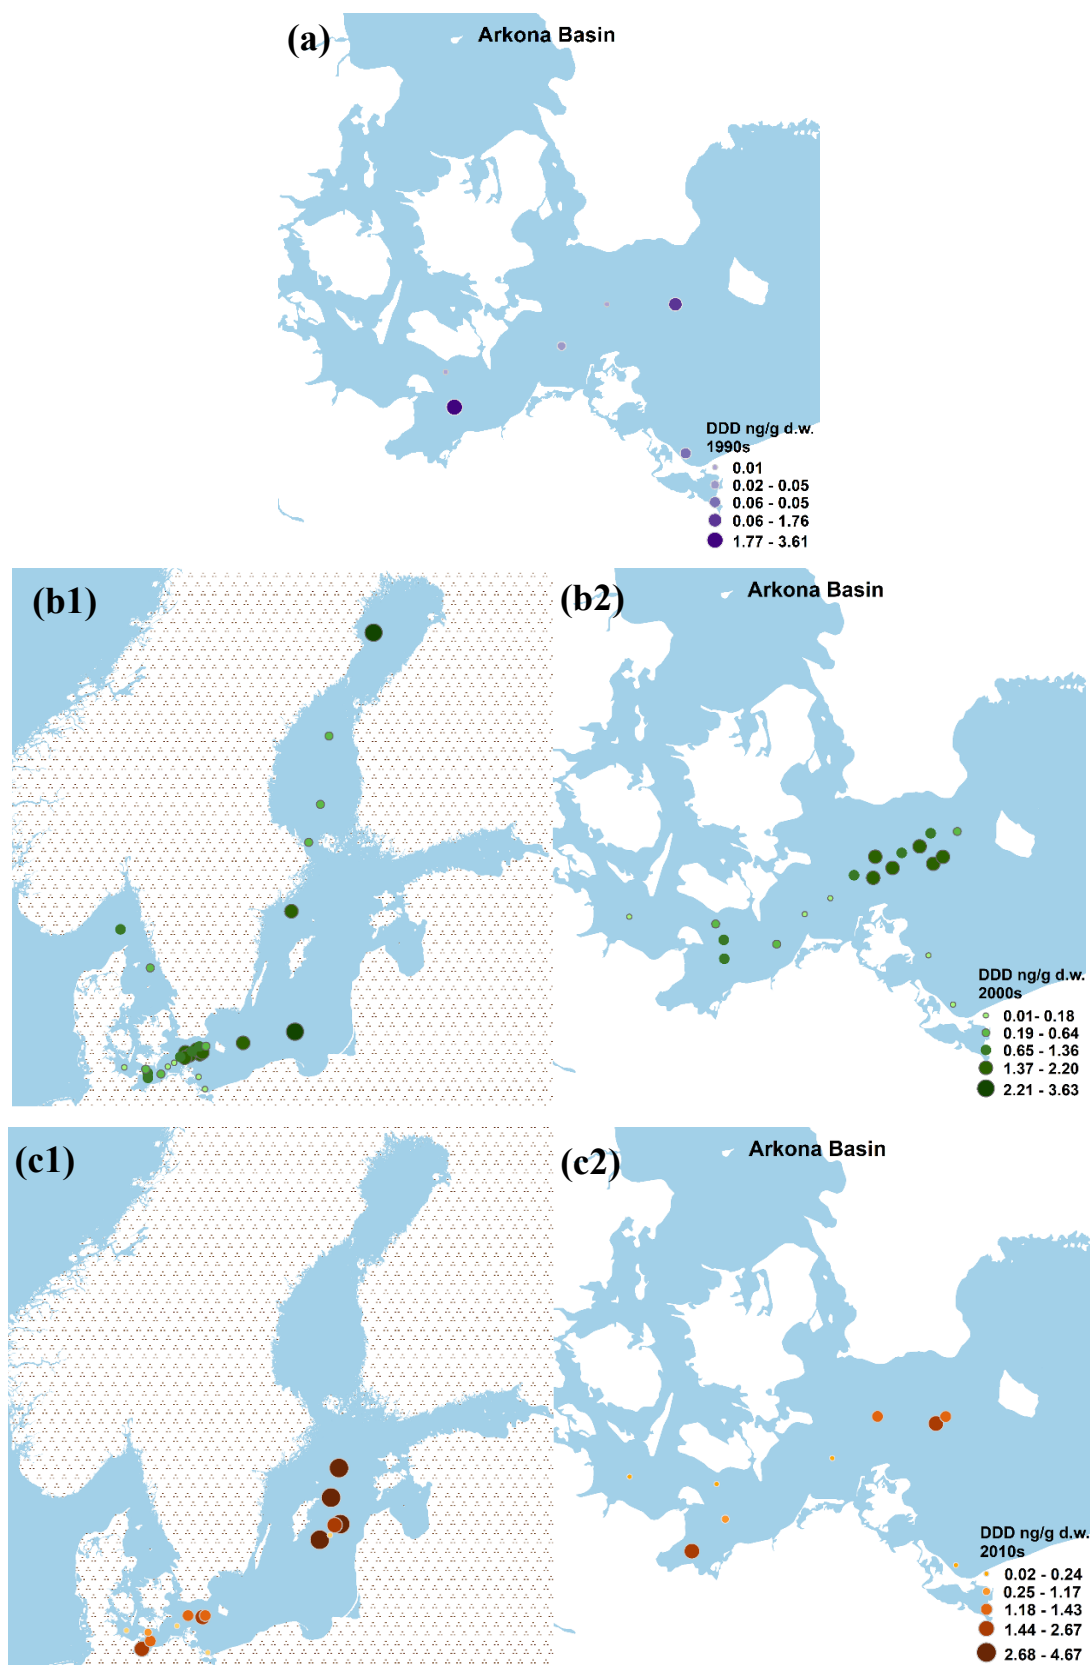 (a)
Arkona Basin
DDD ng/g d.w.
1990s
0.01
0.02 - 0.05
0.06 - 0.05
0.06 - 1.76
1.77 - 3.61
(b1)
(b2)
Arkona Basin
DDD ng/g d.w.
2000s
0.01- 0.18
0.19 - 0.64
0.65 - 1.36
1.37 - 2.20
2.21 - 3.63
(c1)
(c2)
Arkona Basin
DDD ng/g d.w.
2010s
0.02 - 0.24
0.25 - 1.17
1.18 - 1.43
1.44 - 2.67
2.68 - 4.67